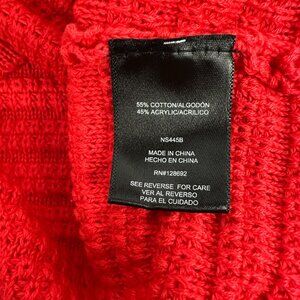 55% COTTON/ALGODÓN
45% ACRYLIC/ACRÍLICO
NS445B
MADE IN CHINA
HECHO EN CHINA
RN#128692
SEE REVERSE FOR CARE
VER AL REVERSO
PARA EL CUIDADO